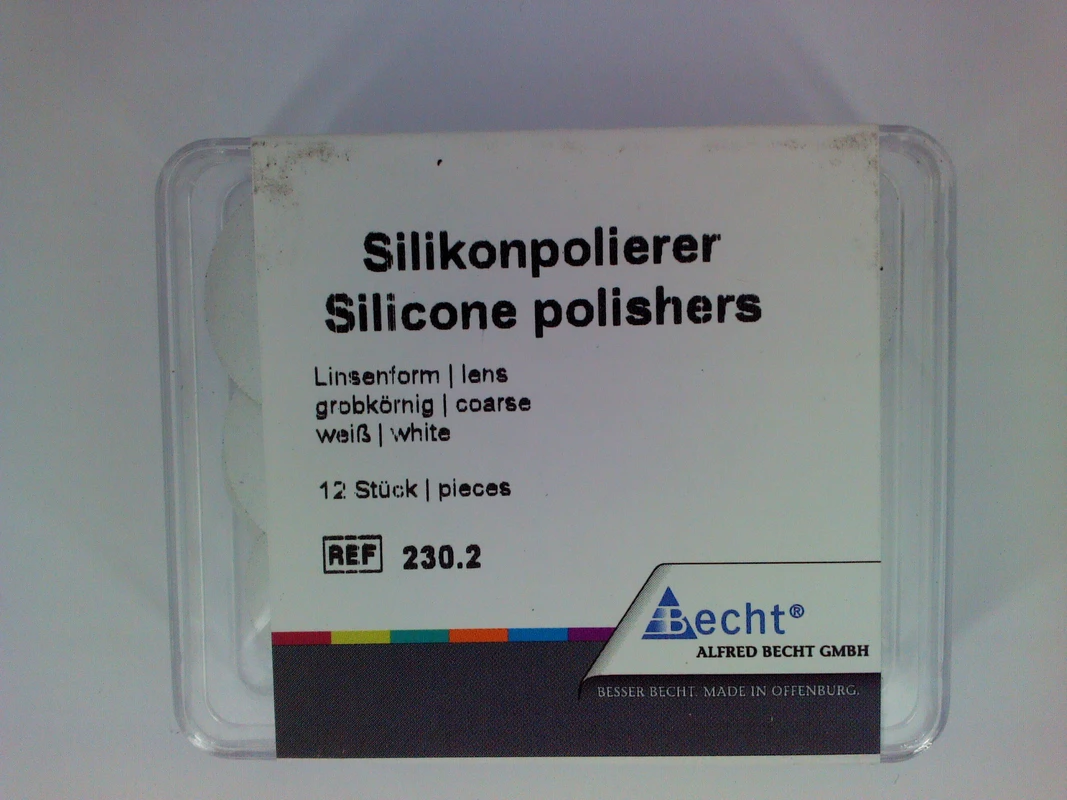 Silikonpolierer
Silicone polishers
Linsenform | lens
grobkörnig | coarse
weiß | white
12 Stück | pieces
REF 230.2
Becht®
ALFRED BECHT GMBH
BESSER BECHT. MADE IN OFFENBURG.